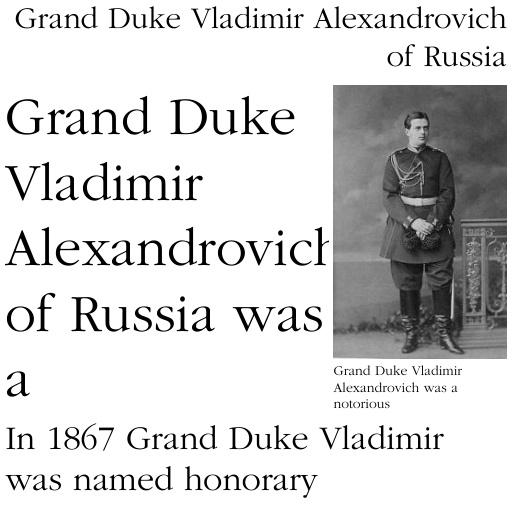 Grand Duke Vladimir Alexandrovich
of Russia
Grand Duke
Vladimir
Alexandrovich
of Russia was
a
Grand Duke Vladimir
Alexandrovich was a
notorious
In 1867 Grand Duke Vladimir
was named honorary